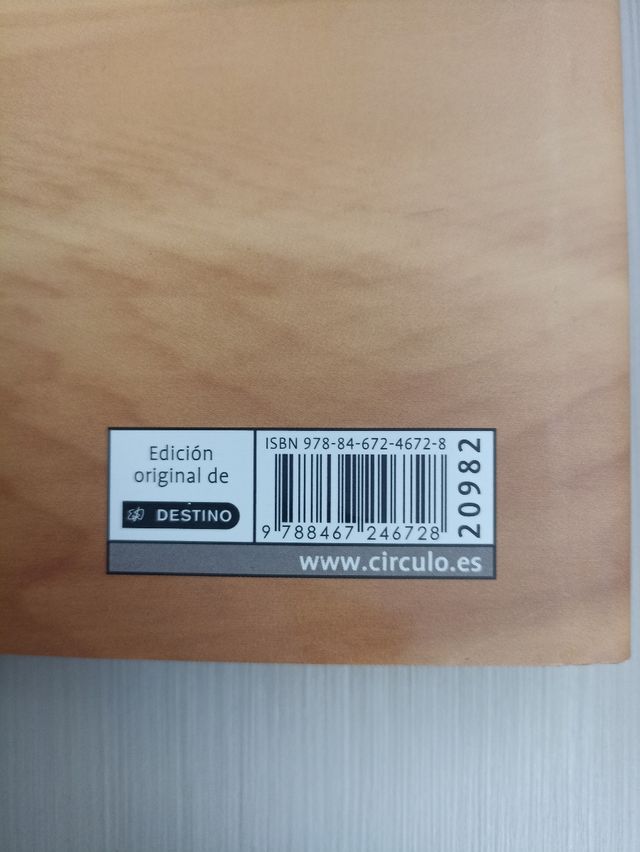 Edición
original de
DESTINO
ISBN 978-84-672-4672-8
9 788467 246728
20982
www.circulo.es